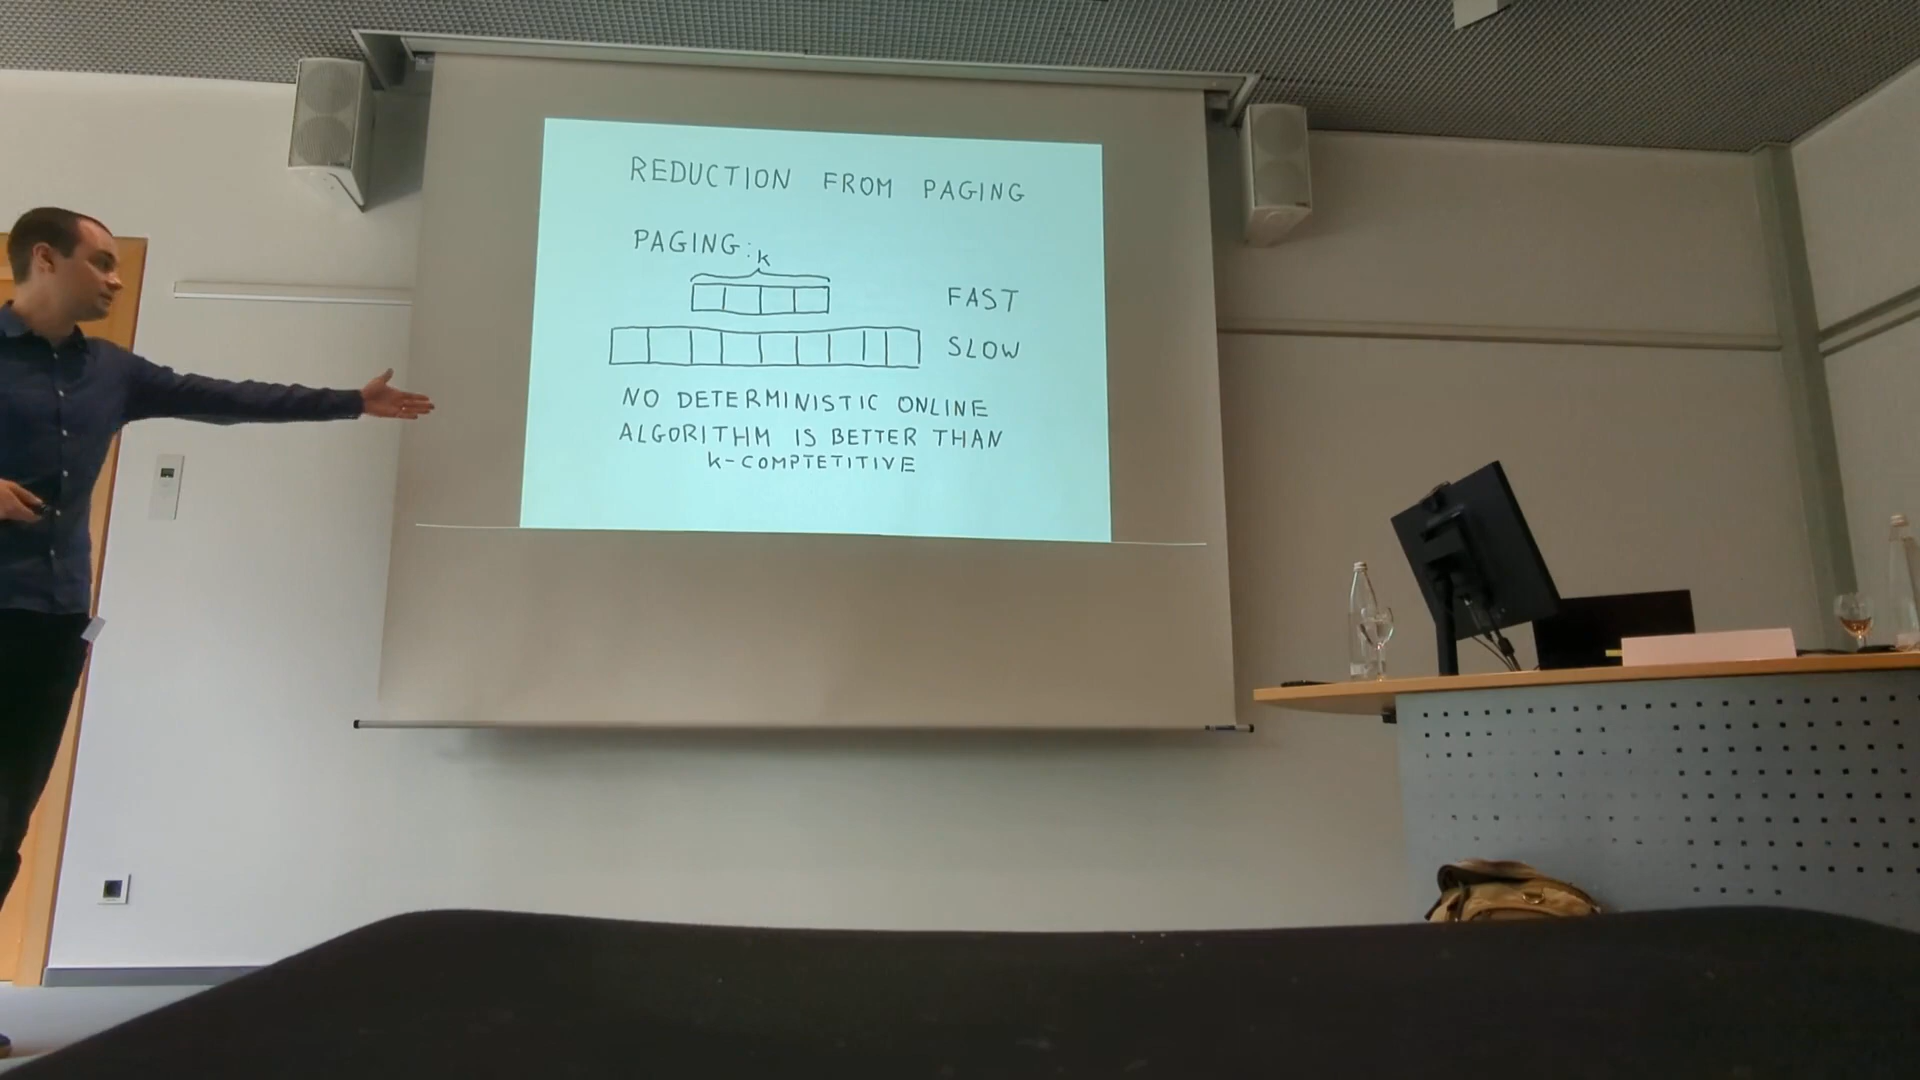 REDUCTION FROM PAGING
PAGING:
k
FAST
SLOW
NO DETERMINISTIC ONLINE
ALGORITHM IS BETTER THAN
k-COMPTETITIVE